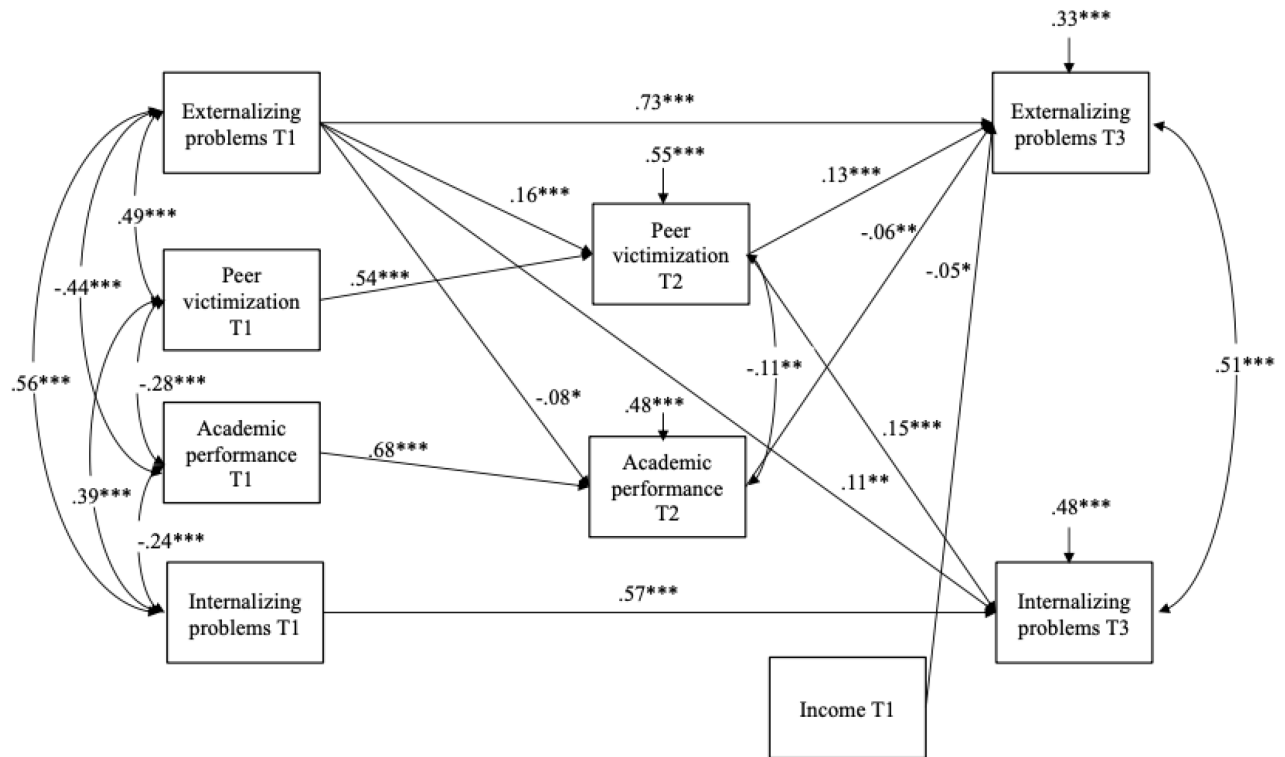 .33***
Externalizing
problems T1
.73***
Externalizing
problems T3
.55***
.16***
.13***
.49***
Peer
victimization
T2
-.06**
Peer
victimization
T1
.54***
-.05*
-.44***
.56***
-.28***
-.11**
.51***
-.08*
.48***
Academic
performance
T1
.68***
.15***
Academic
performance
T2
.11**
.39***
.48***
-.24***
Internalizing
problems T1
.57***
Internalizing
problems T3
Income T1